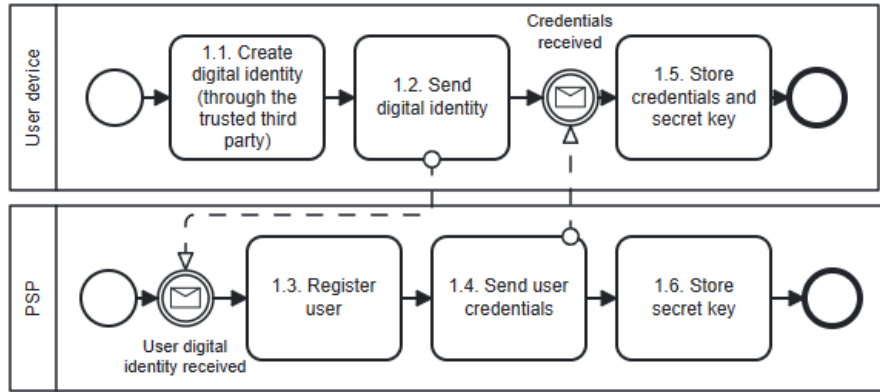 User device
1.1. Create
digital identity
(through the
trusted third
party)
1.2. Send
digital identity
Credentials
received
1.5. Store
credentials and
secret key
PSP
User digital
identity received
1.3. Register
user
1.4. Send user
credentials
1.6. Store
secret key